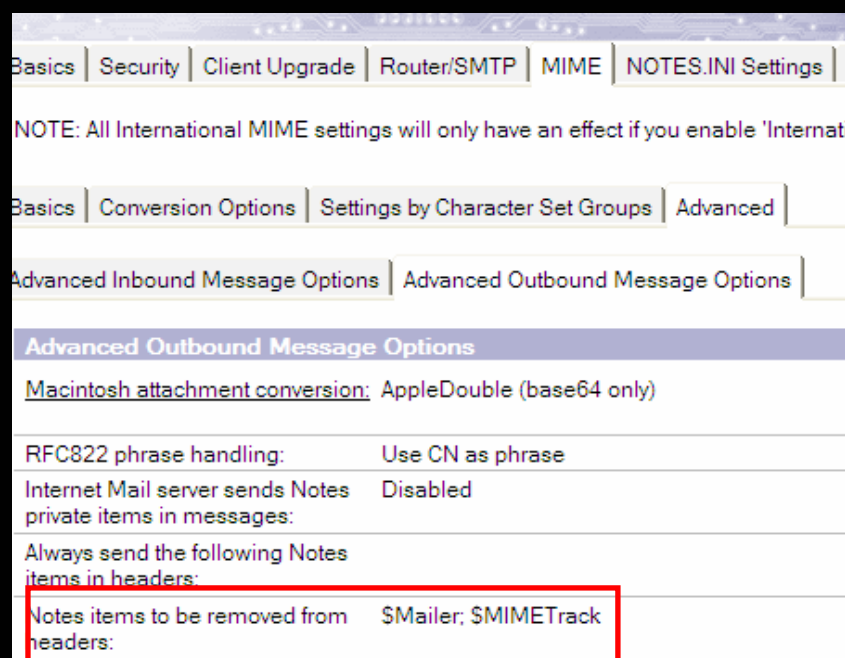 Basics Security Client Upgrade Router/SMTP MIME NOTES.INI Settings
NOTE: All International MIME settings will only have an effect if you enable 'Internat
Basics Conversion Options Settings by Character Set Groups Advanced
Advanced Inbound Message Options Advanced Outbound Message Options
Advanced Outbound Message Options
Macintosh attachment conversion: AppleDouble (base64 only)
RFC822 phrase handling: Use CN as phrase
Internet Mail server sends Notes Disabled
private items in messages:
Always send the following Notes
items in headers:
Notes items to be removed from $Mailer; $MIMETrack
headers: